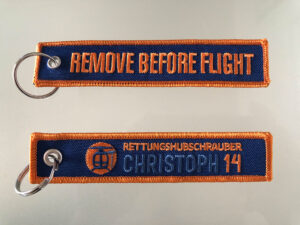 REMOVE BEFORE FLIGHT
RETTUNGSHUBSCHRAUBER
CHRISTOPH 14